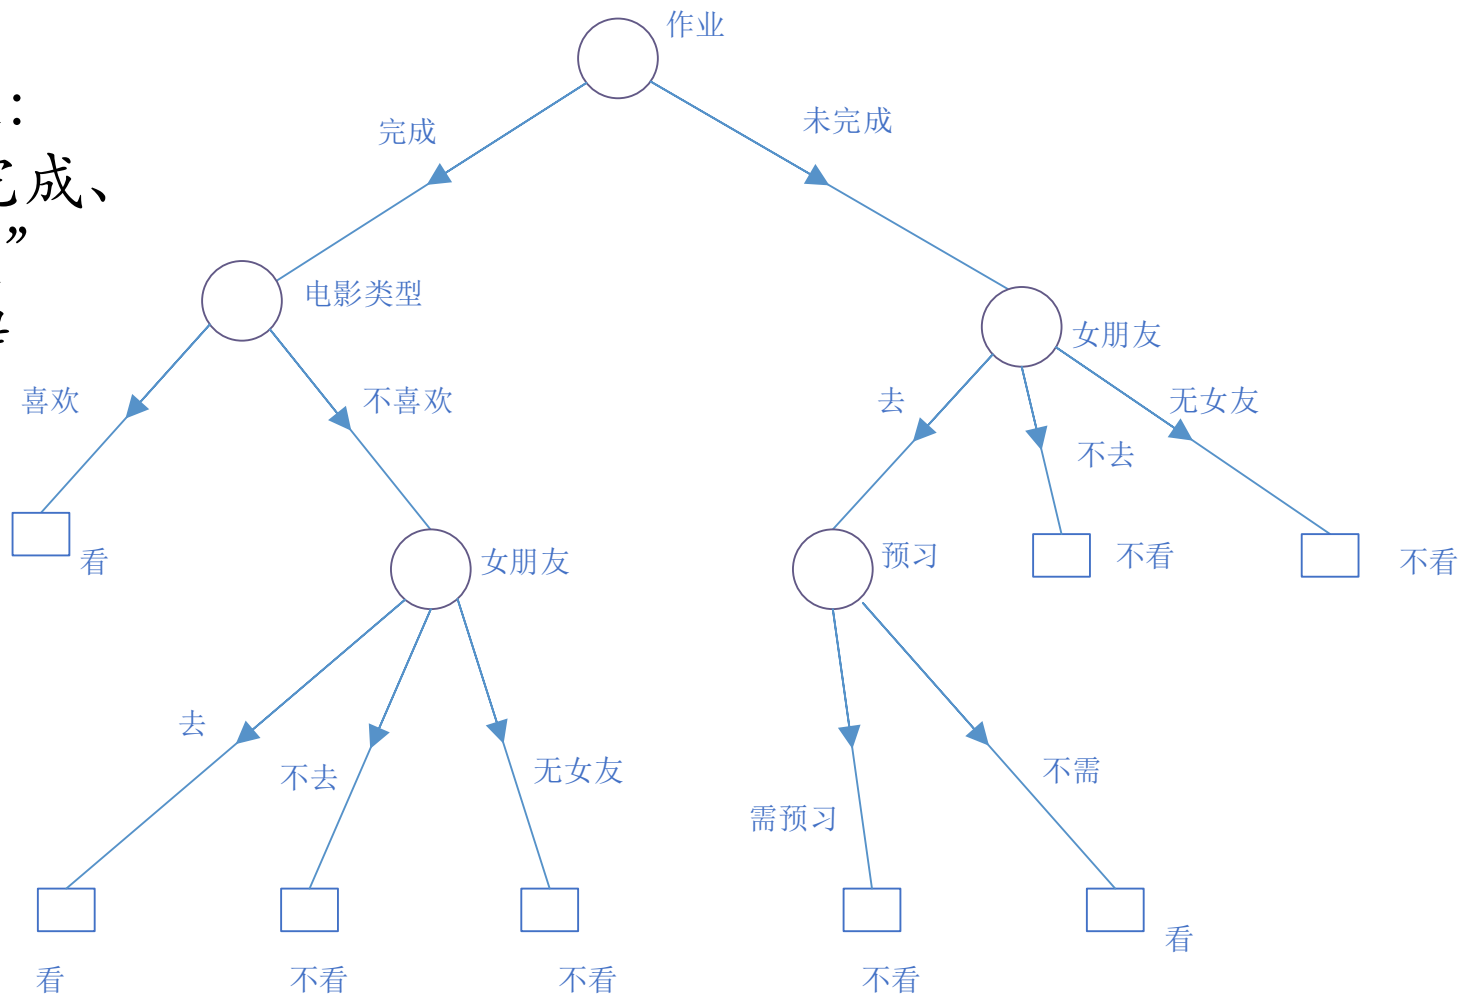 作业
：
完成
未完成
完成、
”
电影类型
女朋友
喜欢
不喜欢
去
无女友
不去
看
女朋友
预习
不看
不看
去
不去
无女友
需预习
不需
看
不看
不看
不看
看